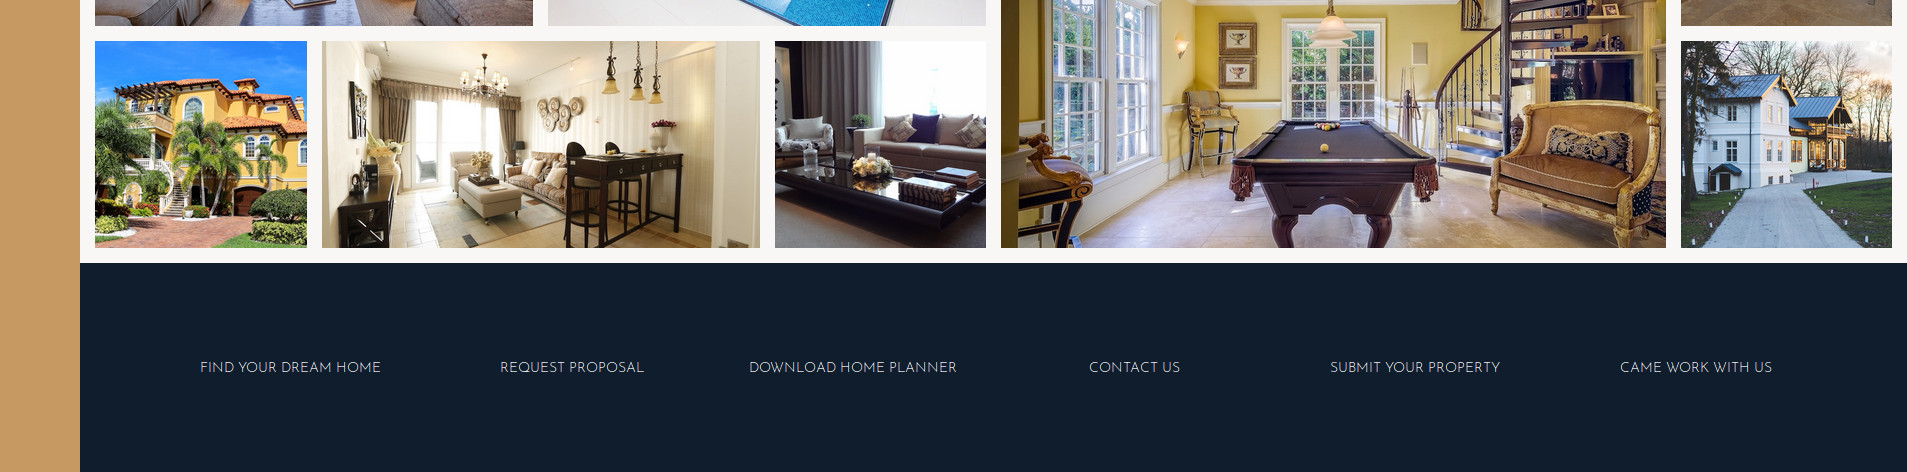 FIND YOUR DREAM HOME
REQUEST PROPOSAL
DOWNLOAD HOME PLANNER
CONTACT US
SUBMIT YOUR PROPERTY
CAME WORK WITH US